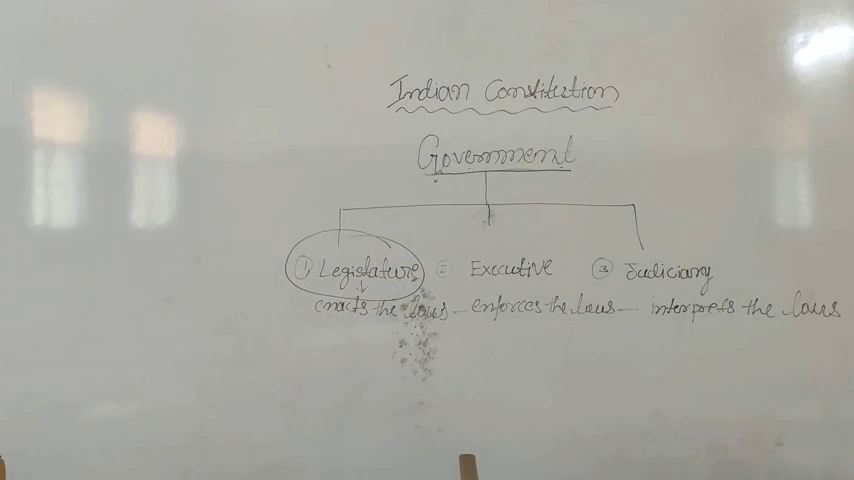 Indian Constitution
Government
① Legislature ② Executive ③ Judiciary
enacts the laws - enforces the laws - interprets the laws